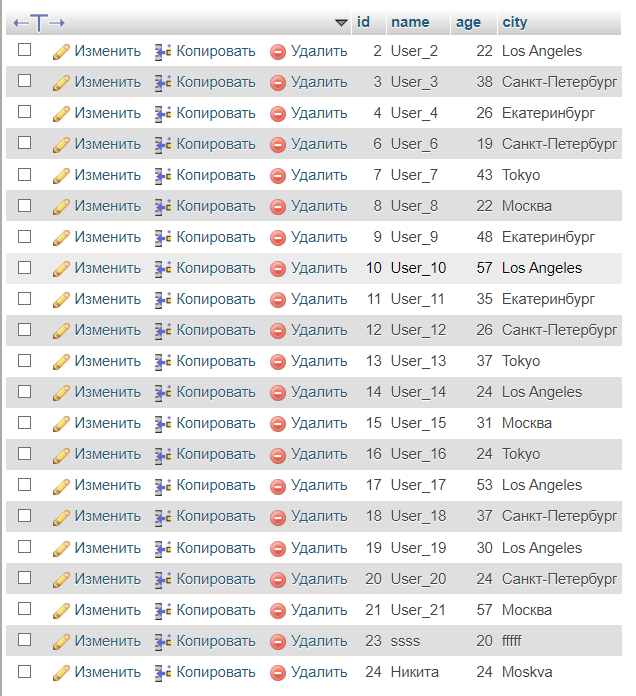 id name age city
Изменить Копировать Удалить 2 User_2 22 Los Angeles
Изменить Копировать Удалить 3 User_3 38 Санкт-Петербург
Изменить Копировать Удалить 4 User_4 26 Екатеринбург
Изменить Копировать Удалить 6 User_6 19 Санкт-Петербург
Изменить Копировать Удалить 7 User_7 43 Tokyo
Изменить Копировать Удалить 8 User_8 22 Москва
Изменить Копировать Удалить 9 User_9 48 Екатеринбург
Изменить Копировать Удалить 10 User_10 57 Los Angeles
Изменить Копировать Удалить 11 User_11 35 Екатеринбург
Изменить Копировать Удалить 12 User_12 26 Санкт-Петербург
Изменить Копировать Удалить 13 User_13 37 Tokyo
Изменить Копировать Удалить 14 User_14 24 Los Angeles
Изменить Копировать Удалить 15 User_15 31 Москва
Изменить Копировать Удалить 16 User_16 24 Tokyo
Изменить Копировать Удалить 17 User_17 53 Los Angeles
Изменить Копировать Удалить 18 User_18 37 Санкт-Петербург
Изменить Копировать Удалить 19 User_19 30 Los Angeles
Изменить Копировать Удалить 20 User_20 24 Санкт-Петербург
Изменить Копировать Удалить 21 User_21 57 Москва
Изменить Копировать Удалить 23 ssss 20 fffff
Изменить Копировать Удалить 24 Никита 24 Moskva